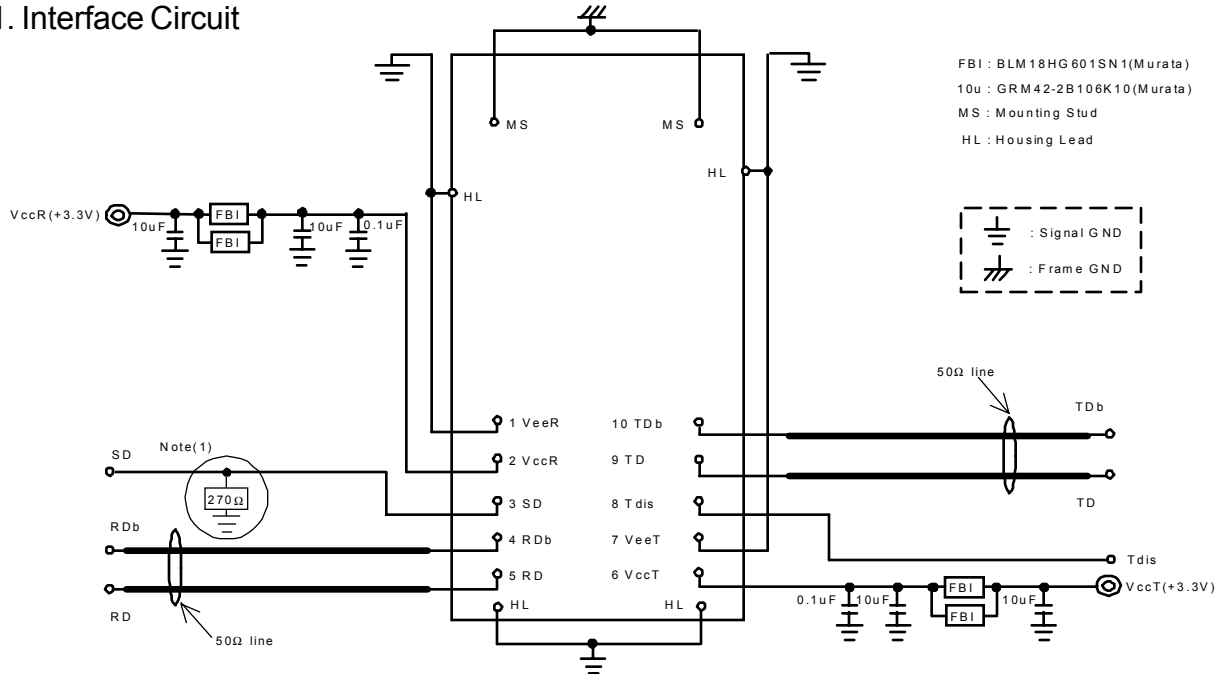 1. Interface Circuit
FBI : BLM18HG601SN1(Murata)
10u : GRM42-2B106K10(Murata)
MS : Mounting Stud
HL : Housing Lead
MS
MS
HL
HL
VccR(+3.3V)
10uF
FBI
FBI
10uF
0.1uF
: Signal GND
: Frame GND
50Ω line
TDb
1 VeeR
10 TDb
Note(1)
SD
2 VccR
9 TD
270Ω
3 SD
8 Tdis
TD
RDb
4 RDb
7 VeeT
Tdis
5 RD
6 VccT
FBI
VccT(+3.3V)
0.1uF
10uF
10uF
FBI
HL
HL
RD
50Ω line